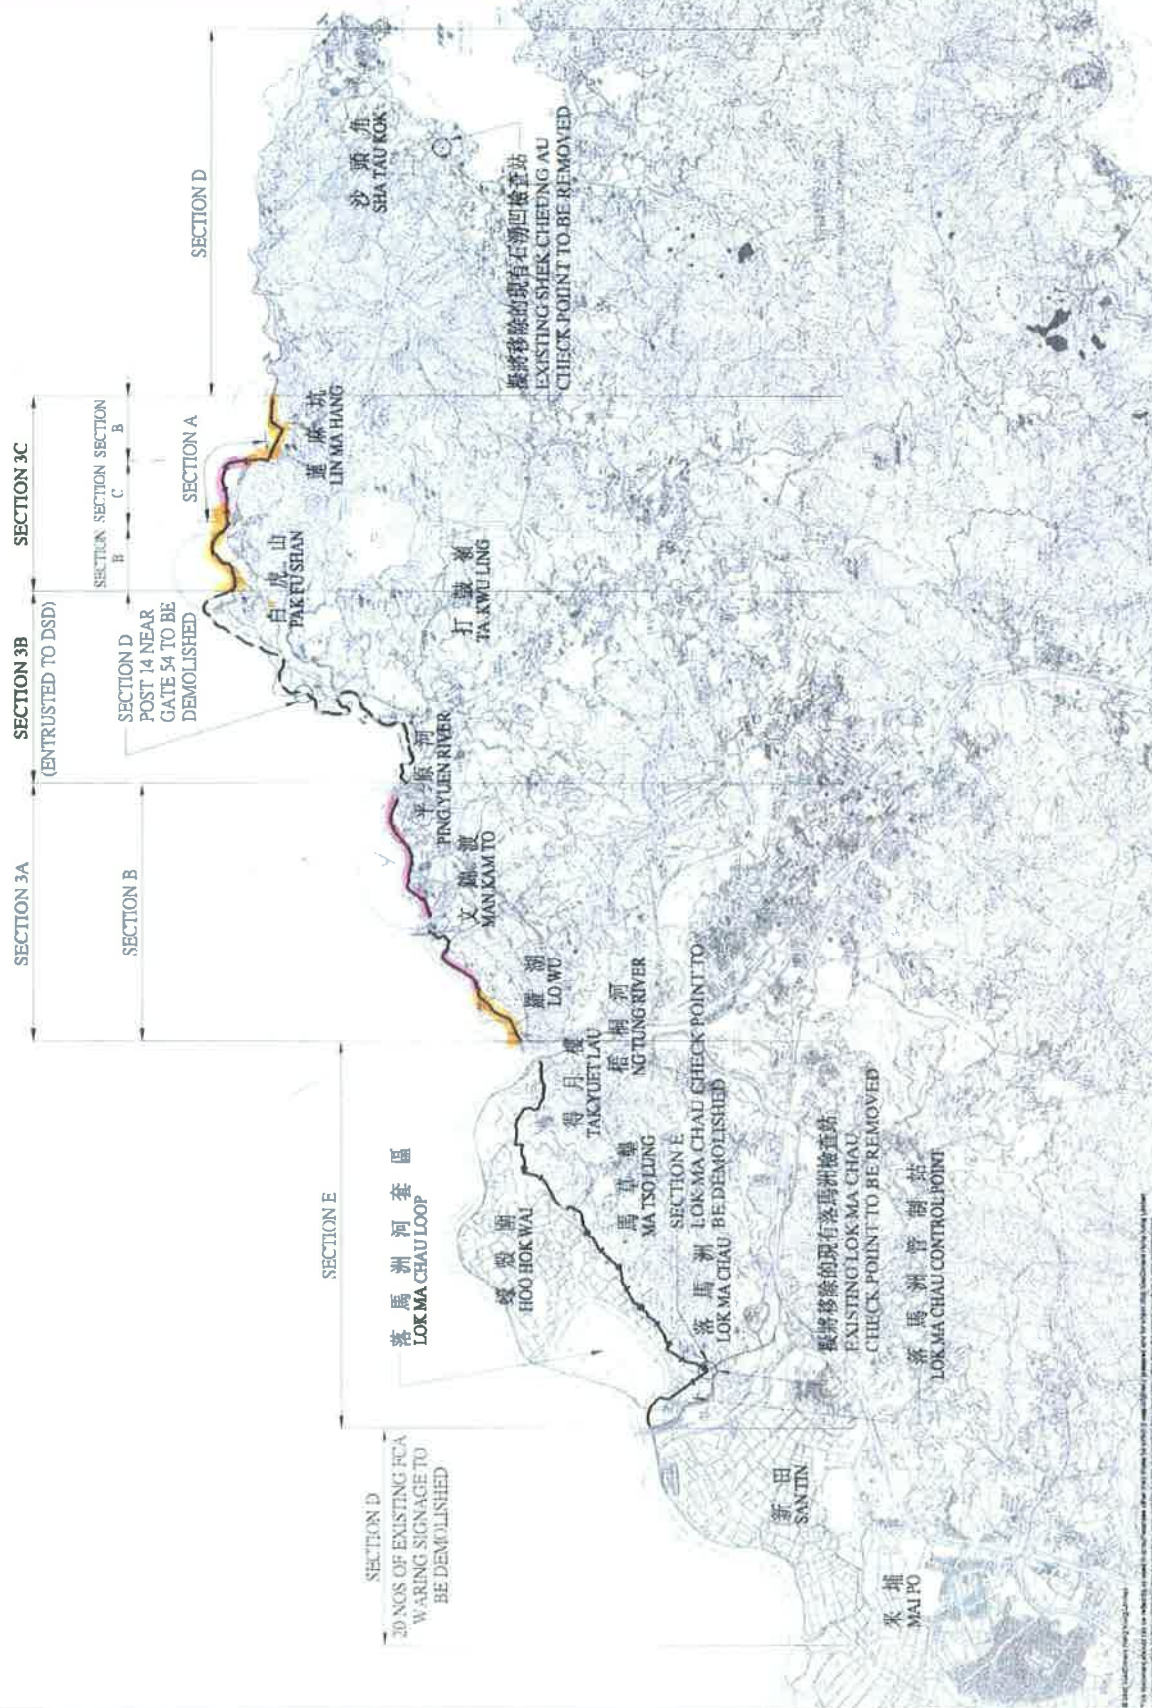 SECTION 3A
SECTION 3B
(ENTRUSTED TO DSD)
SECTION 3C
SECTION B
SECTION D
POST 14 NEAR
GATE 54 TO BE
DEMOLISHED
SECTION
B
SECTION
C
SECTION
B
SECTION A
SECTION D
SECTION E
SECTION D
20 NOS OF EXISTING FCA
WARING SIGNAGE TO
BE DEMOLISHED
落馬洲河套區
LOK MA CHAU LOOP
蠔殼圍
HOO HOK WAI
得月樓
TAK YUET LAU
梧桐河
NG TUNG RIVER
羅湖
LO WU
文錦渡
MAN KAM TO
平原河
PING YUEN RIVER
白虎山
PAK FU SHAN
打鼓嶺
TA KWU LING
蓮麻坑
LIN MA HANG
沙頭角
SHA TAU KOK
擬將移除的現有石涌凹檢查站
EXISTING SHEK CHEUNG AU
CHECK POINT TO BE REMOVED
馬草壟
MA TSO LUNG
SECTION E
LOK MA CHAU CHECK POINT TO
BE DEMOLISHED
落馬洲
LOK MA CHAU
擬將移除的現有落馬洲檢查站
EXISTING LOK MA CHAU
CHECK POINT TO BE REMOVED
落馬洲管制站
LOK MA CHAU CONTROL POINT
新田
SAN TIN
米埔
MAI PO